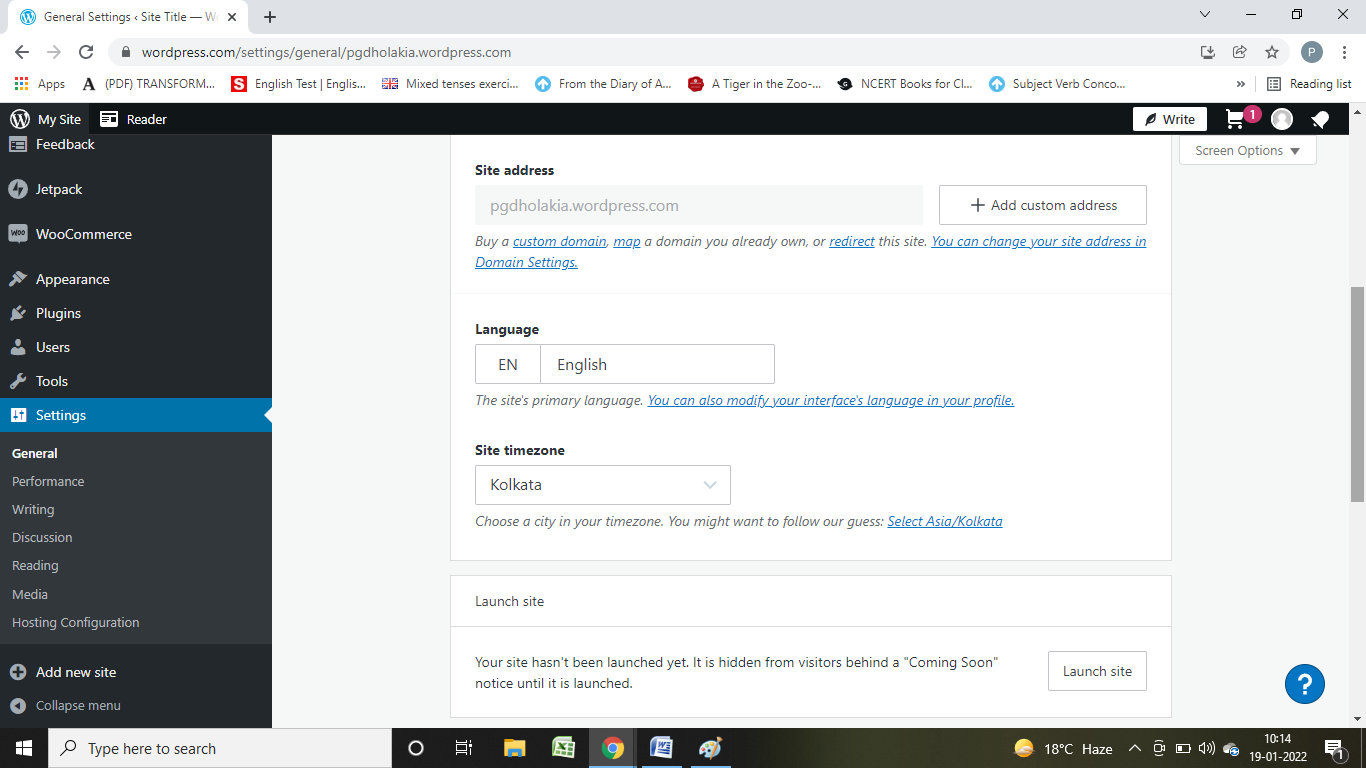 General Settings ‹ Site Title — W
wordpress.com/settings/general/pgdholakia.wordpress.com
P
Apps
(PDF) TRANSFORM...
English Test | Englis...
Mixed tenses exerci...
From the Diary of A...
A Tiger in the Zoo-...
NCERT Books for Cl...
Subject Verb Conco...
»
Reading list
My Site
Reader
Write
1
Screen Options
Feedback
Jetpack
WooCommerce
Appearance
Plugins
Users
Tools
Settings
General
Performance
Writing
Discussion
Reading
Media
Hosting Configuration
Add new site
Collapse menu
Site address
pgdholakia.wordpress.com
+ Add custom address
Buy a custom domain, map a domain you already own, or redirect this site. You can change your site address in
Domain Settings.
Language
EN English
The site's primary language. You can also modify your interface's language in your profile.
Site timezone
Kolkata
Choose a city in your timezone. You might want to follow our guess: Select Asia/Kolkata
Launch site
Your site hasn't been launched yet. It is hidden from visitors behind a "Coming Soon"
notice until it is launched.
Launch site
?
Type here to search
18°C Haze
10:14
19-01-2022
1